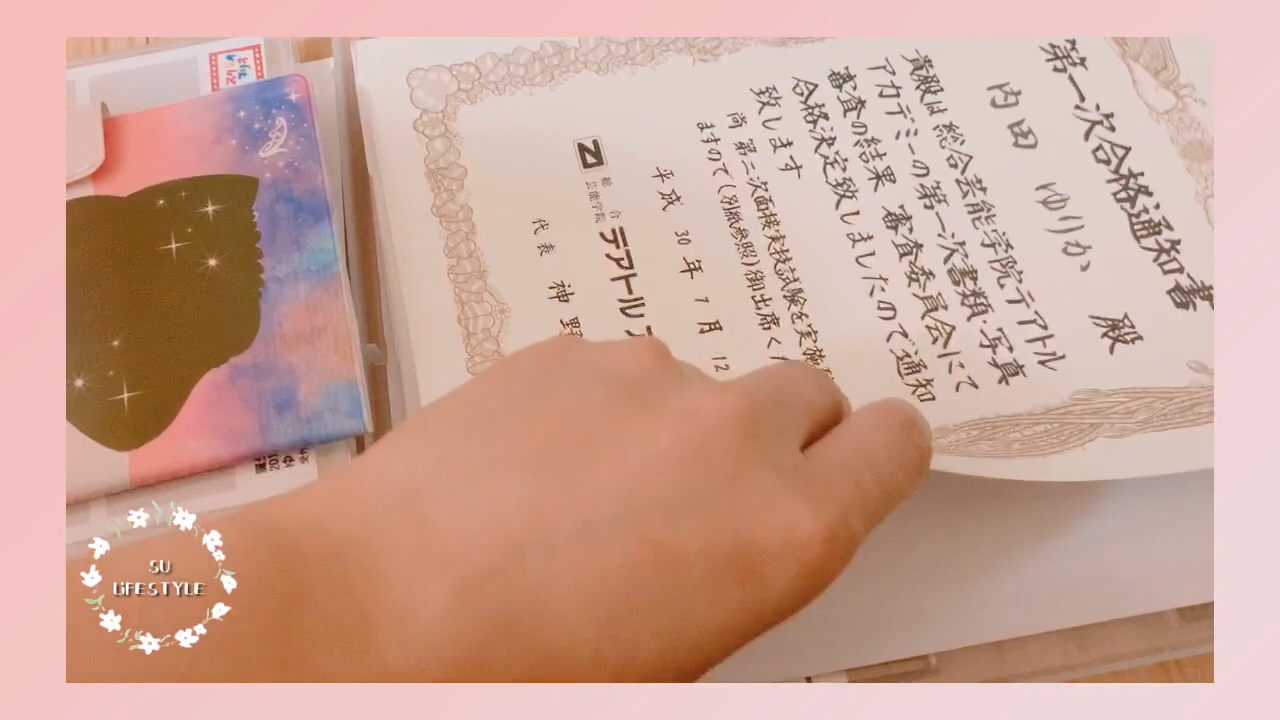 第一次合格通知書
内田 ゆりか 殿
貴殿は 総合芸能学院テアトル
アカデミーの第一次書類・写真
審査の結果 審査委員会にて
合格決定致しましたので通知
致します
尚 第二次面接実技試験を実施
ますので(別紙参照)御出席く
平成 30 年 7 月 12
総合
芸能学院
テアトル
代表 神野
SU
LiFESTYLE